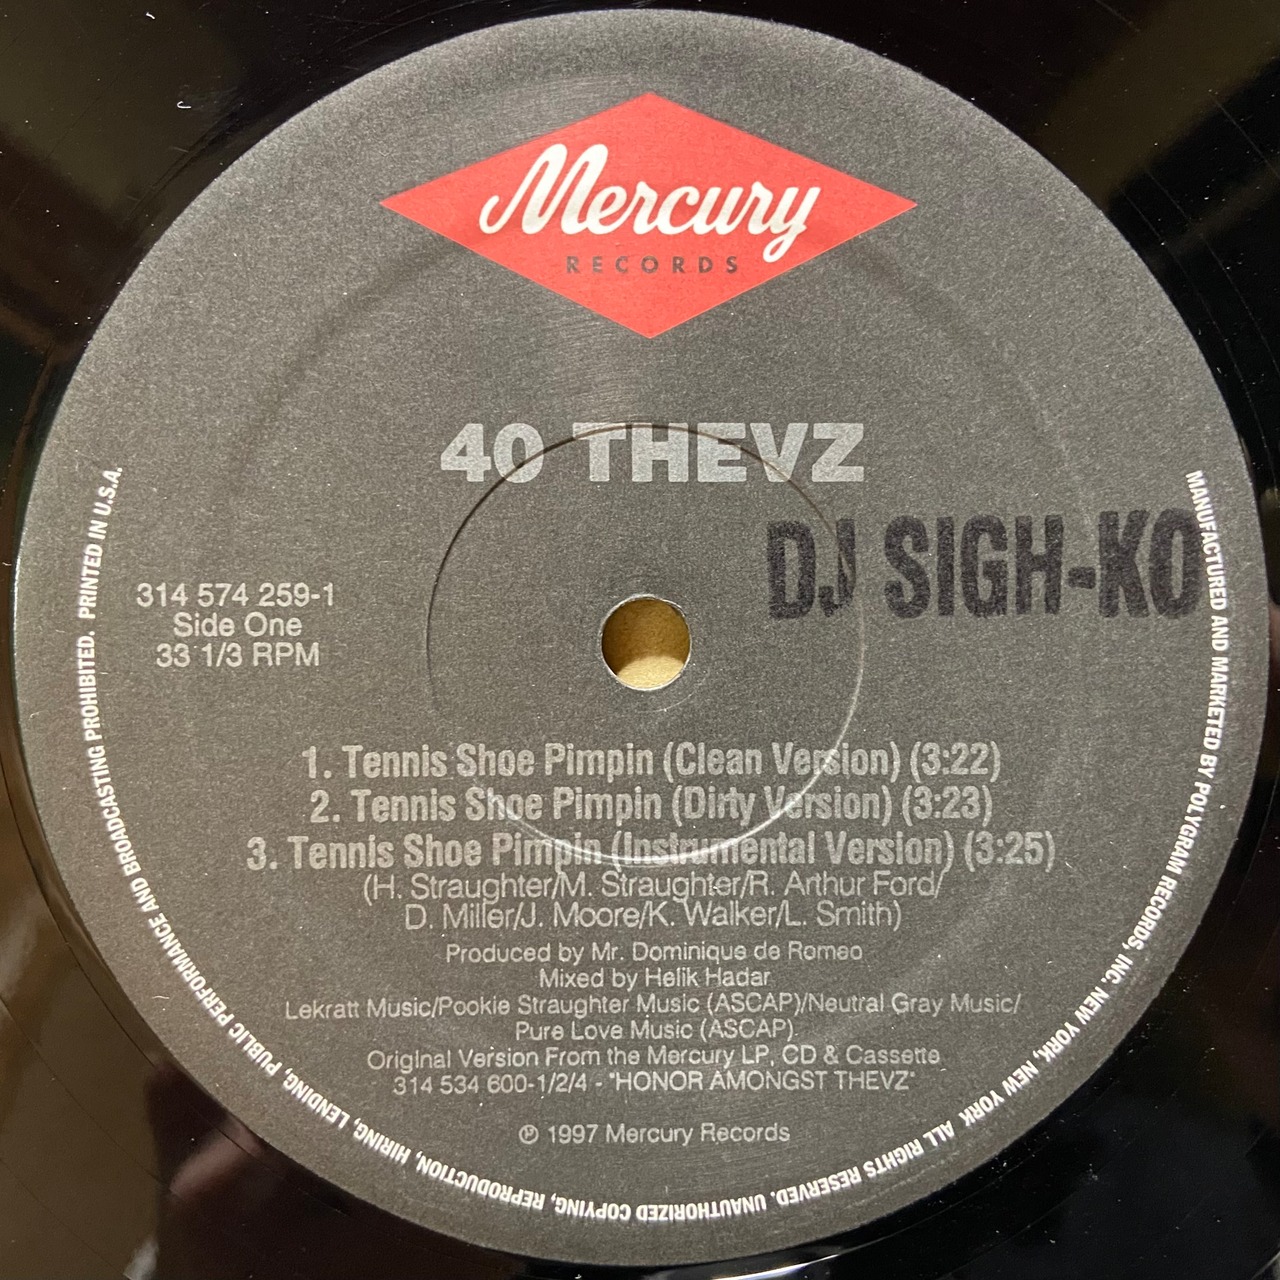 Mercury
RECORDS
40 THEVZ
DJ SIGH-KO
314 574 259-1
Side One
33 1/3 RPM
1. Tennis Shoe Pimpin (Clean Version) (3:22)
2. Tennis Shoe Pimpin (Dirty Version) (3:23)
3. Tennis Shoe Pimpin (Instrumental Version) (3:25)
(H. Straughter/M. Straughter/R. Arthur Ford/
D. Miller/J. Moore/K. Walker/L. Smith)
Produced by Mr. Dominique de Romeo
Mixed by Helik Hadar
Lekratt Music/Pookie Straughter Music (ASCAP)/Neutral Gray Music/
Pure Love Music (ASCAP)
Original Version From the Mercury LP, CD & Cassette
314 534 600-1/2/4 - "HONOR AMONGST THEVZ"
℗ 1997 Mercury Records
MANUFACTURED AND MARKETED BY POLYGRAM RECORDS, INC. NEW YORK, NEW YORK ALL RIGHTS RESERVED. UNAUTHORIZED COPYING, REPRODUCTION, HIRING, LENDING, PUBLIC PERFORMANCE AND BROADCASTING PROHIBITED. PRINTED IN U.S.A.